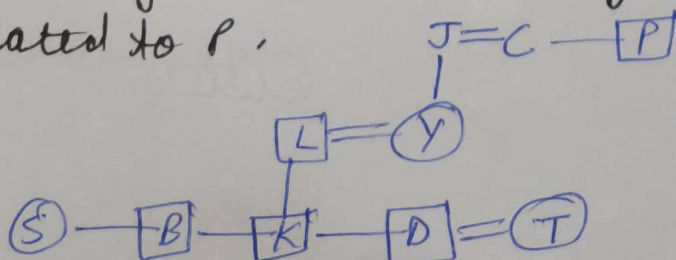 ated to P.
J=C — P
L = Y
S — B — K — D = T